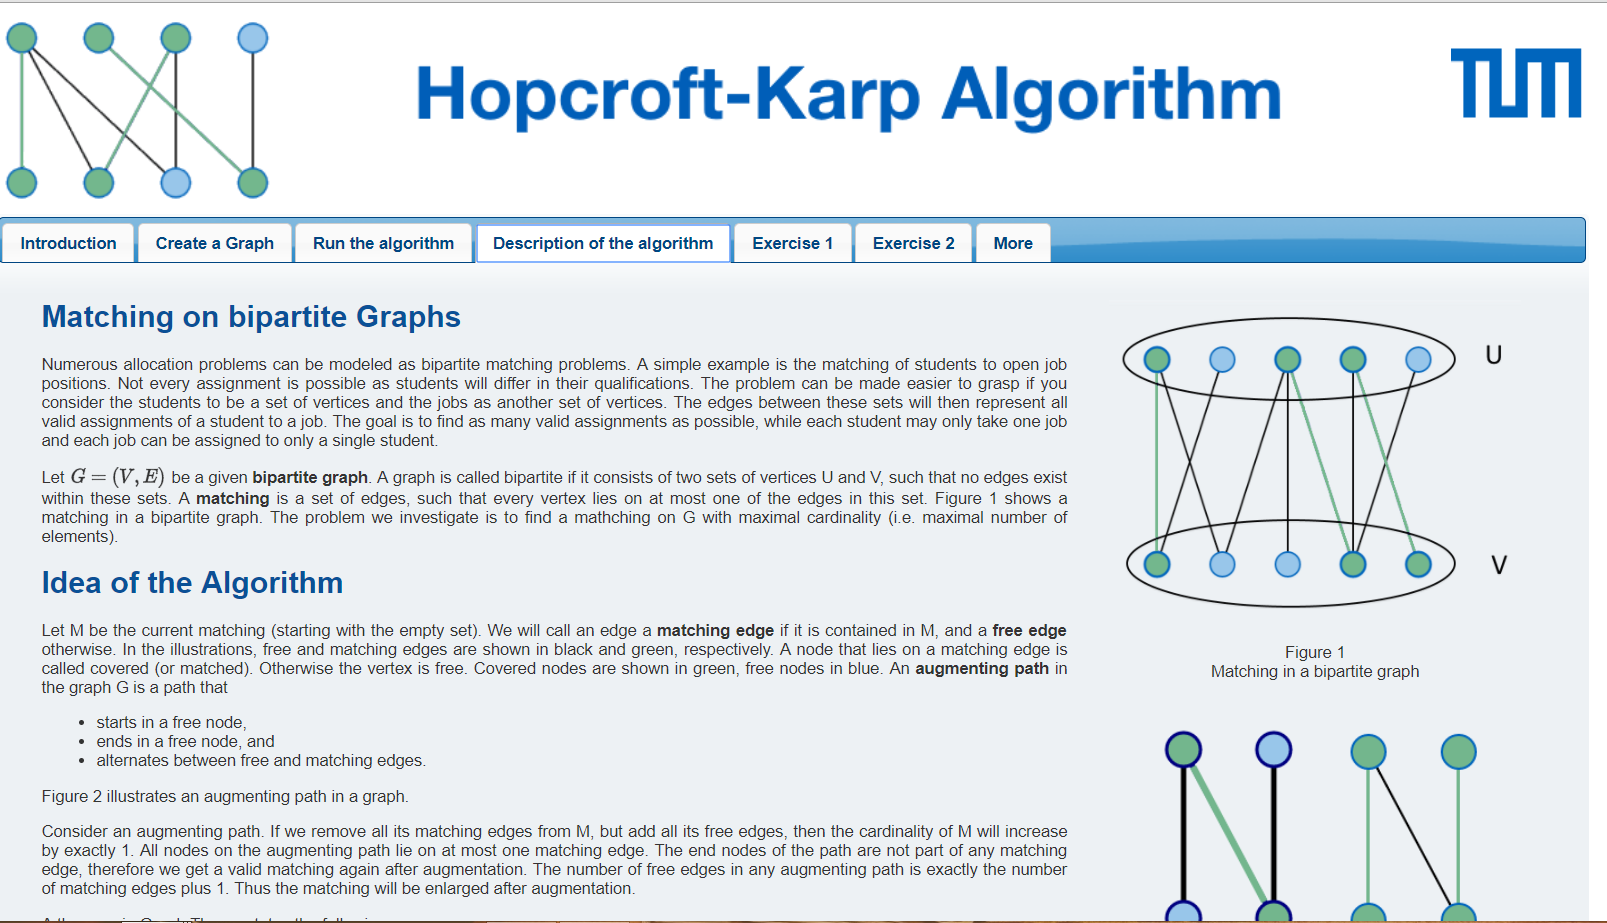 Hopcroft-Karp Algorithm
TUM
Introduction
Create a Graph
Run the algorithm
Description of the algorithm
Exercise 1
Exercise 2
More
Matching on bipartite Graphs
Numerous allocation problems can be modeled as bipartite matching problems. A simple example is the matching of students to open job
positions. Not every assignment is possible as students will differ in their qualifications. The problem can be made easier to grasp if you
consider the students to be a set of vertices and the jobs as another set of vertices. The edges between these sets will then represent all
valid assignments of a student to a job. The goal is to find as many valid assignments as possible, while each student may only take one job
and each job can be assigned to only a single student.
Let G = (V, E) be a given bipartite graph. A graph is called bipartite if it consists of two sets of vertices U and V, such that no edges exist
within these sets. A matching is a set of edges, such that every vertex lies on at most one of the edges in this set. Figure 1 shows a
matching in a bipartite graph. The problem we investigate is to find a mathching on G with maximal cardinality (i.e. maximal number of
elements).
Idea of the Algorithm
Let M be the current matching (starting with the empty set). We will call an edge a matching edge if it is contained in M, and a free edge
otherwise. In the illustrations, free and matching edges are shown in black and green, respectively. A node that lies on a matching edge is
called covered (or matched). Otherwise the vertex is free. Covered nodes are shown in green, free nodes in blue. An augmenting path in
the graph G is a path that
• starts in a free node,
• ends in a free node, and
• alternates between free and matching edges.
Figure 2 illustrates an augmenting path in a graph.
Consider an augmenting path. If we remove all its matching edges from M, but add all its free edges, then the cardinality of M will increase
by exactly 1. All nodes on the augmenting path lie on at most one matching edge. The end nodes of the path are not part of any matching
edge, therefore we get a valid matching again after augmentation. The number of free edges in any augmenting path is exactly the number
of matching edges plus 1. Thus the matching will be enlarged after augmentation.
U
V
Figure 1
Matching in a bipartite graph